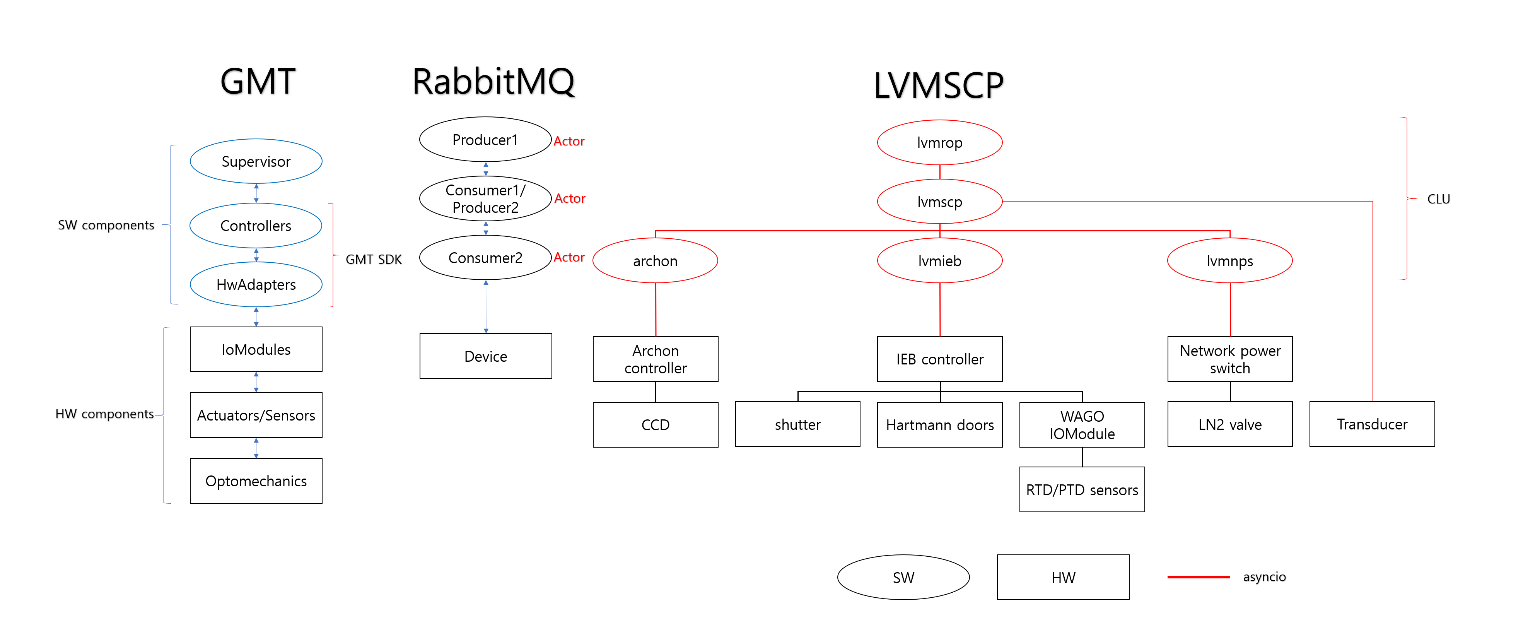 GMT
RabbitMQ
LVMSCP
SW components
Supervisor
Controllers
HwAdapters
GMT SDK
HW components
IoModules
Actuators/Sensors
Optomechanics
Producer1
Actor
Consumer1/
Producer2
Actor
Consumer2
Actor
Device
lvmrop
lvmscp
CLU
archon
lvmieb
lvmnps
Archon
controller
IEB controller
Network power
switch
CCD
shutter
Hartmann doors
WAGO
IOModule
LN2 valve
Transducer
RTD/PTD sensors
SW
HW
asyncio